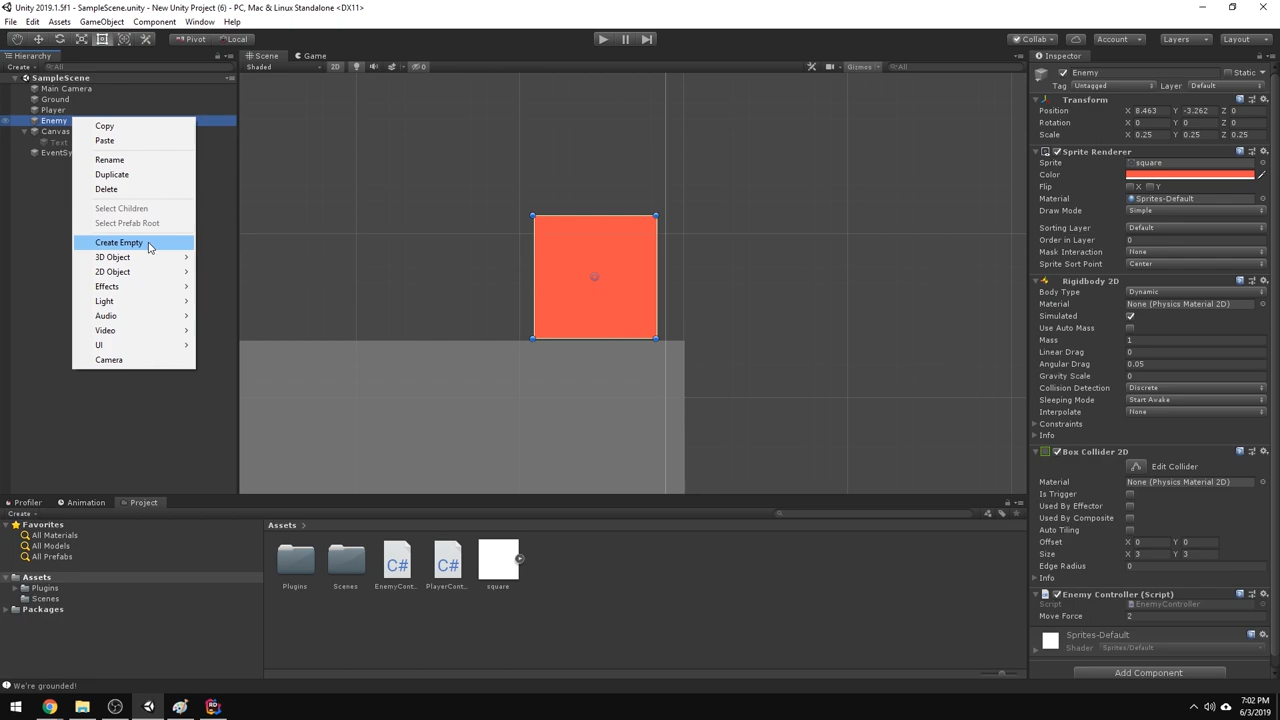 Unity 2019.1.5f1 - SampleScene.unity - New Unity Project (6) - PC, Mac & Linux Standalone <DX11>
File Edit Assets GameObject Component Window Help
Pivot Local Collab Account Layers Layout
Hierarchy
Create All
SampleScene
Main Camera
Ground
Player
Enemy
Canvas
Text
EventSy
Copy
Paste
Rename
Duplicate
Delete
Select Children
Select Prefab Root
Create Empty
3D Object
2D Object
Effects
Light
Audio
Video
UI
Camera
Scene Game
Shaded 2D 0 Gizmos All
Inspector
Enemy Static
Tag Untagged Layer Default
Transform
Position X 8.463 Y -3.262 Z 0
Rotation X 0 Y 0 Z 0
Scale X 0.25 Y 0.25 Z 0.25
Sprite Renderer
Sprite square
Color
Flip X Y
Material Sprites-Default
Draw Mode Simple
Sorting Layer Default
Order in Layer 0
Mask Interaction None
Sprite Sort Point Center
Rigidbody 2D
Body Type Dynamic
Material None (Physics Material 2D)
Simulated
Use Auto Mass
Mass 1
Linear Drag 0
Angular Drag 0.05
Gravity Scale 0
Collision Detection Discrete
Sleeping Mode Start Awake
Interpolate None
Constraints
Info
Box Collider 2D
Edit Collider
Material None (Physics Material 2D)
Is Trigger
Used By Effector
Used By Composite
Auto Tiling
Offset X 0 Y 0
Size X 3 Y 3
Edge Radius 0
Info
Enemy Controller (Script)
Script EnemyController
Move Force 2
Sprites-Default
Shader Sprites/Default
Add Component
Profiler Animation Project
Create
Favorites
All Materials
All Models
All Prefabs
Assets
Plugins
Scenes
Packages
Assets
C# C#
Plugins Scenes EnemyCont... PlayerCont... square
We're grounded!
7:02 PM
6/3/2019